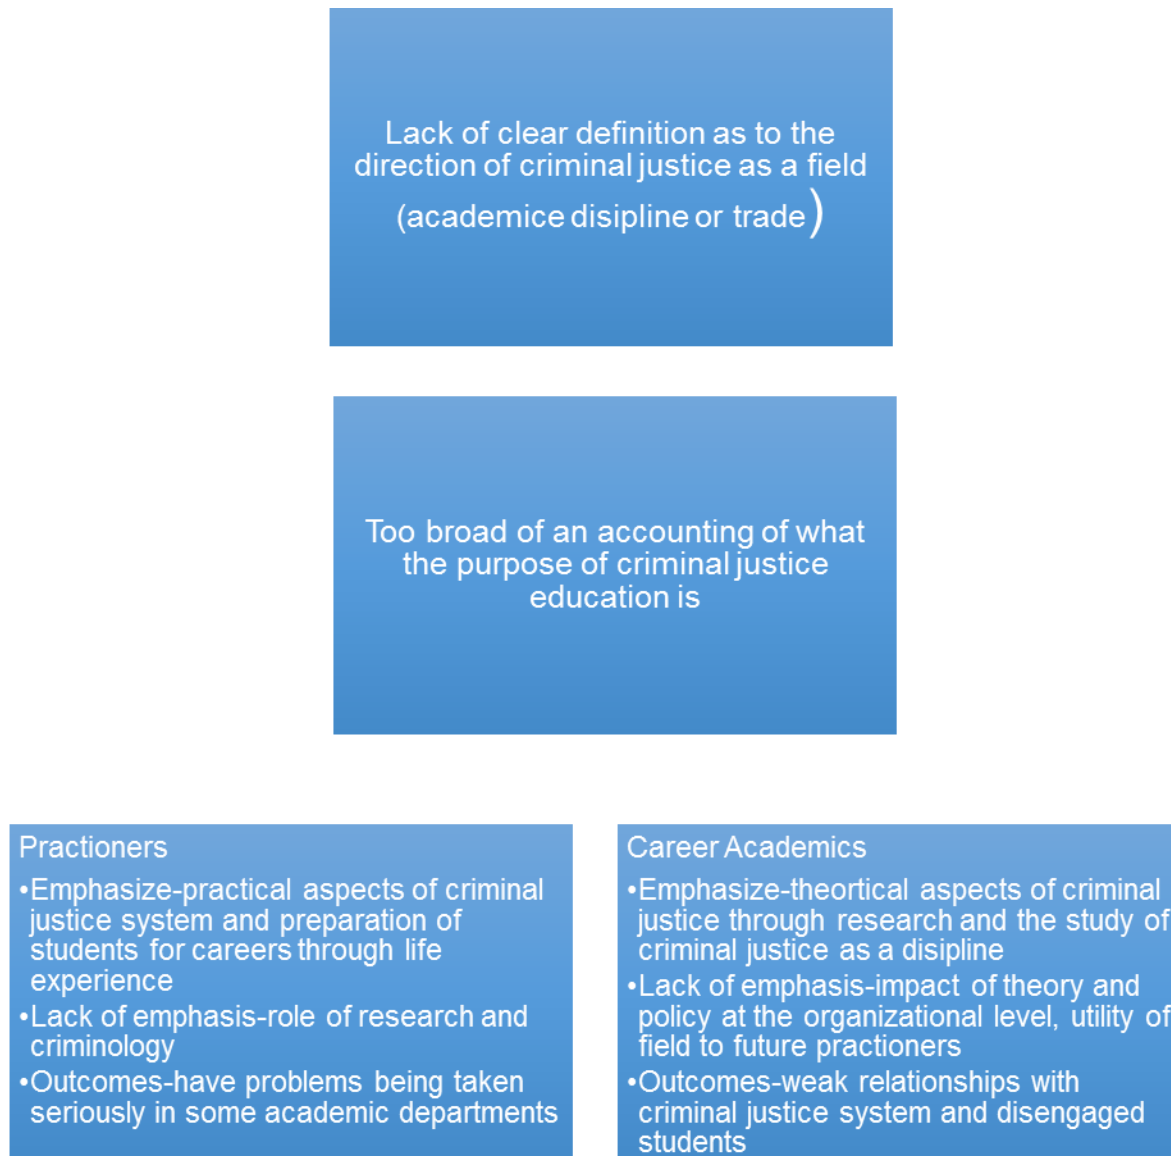 Lack of clear definition as to the
direction of criminal justice as a field
(academice disipline or trade)
Too broad of an accounting of what
the purpose of criminal justice
education is
Practioners
•Emphasize-practical aspects of criminal
justice system and preparation of
students for careers through life
experience
•Lack of emphasis-role of research and
criminology
•Outcomes-have problems being taken
seriously in some academic departments
Career Academics
•Emphasize-theortical aspects of criminal
justice through research and the study of
criminal justice as a disipline
•Lack of emphasis-impact of theory and
policy at the organizational level, utility of
field to future practioners
•Outcomes-weak relationships with
criminal justice system and disengaged
students